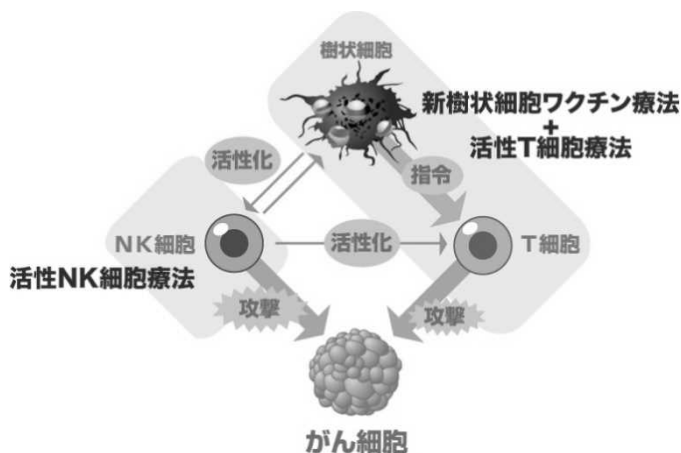 樹状細胞
新樹状細胞ワクチン療法
+
活性T細胞療法
活性化
指令
NK細胞
活性化
T細胞
活性NK細胞療法
攻撃
攻撃
がん細胞